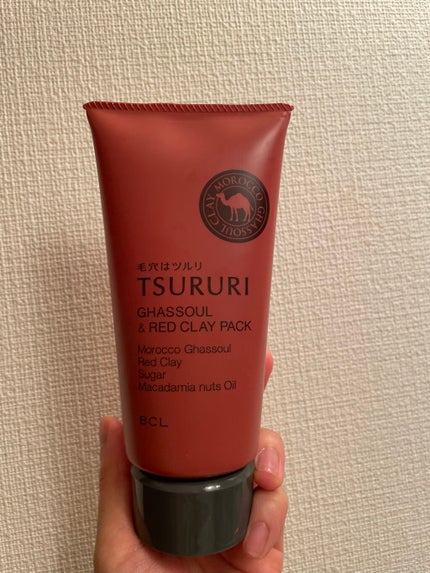 MOROCCO GHASSOUL CLAY
毛穴はツルリ
TSURURI
GHASSOUL
& RED CLAY PACK
Morocco Ghassoul
Red Clay
Sugar
Macadamia nuts Oil
BCL